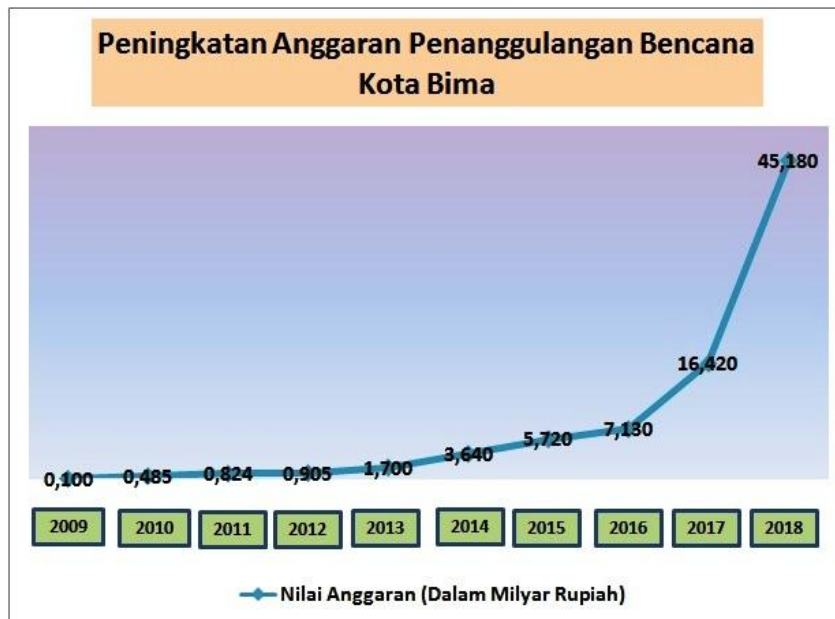 Peningkatan Anggaran Penanggulangan Bencana
Kota Bima
45,180
16,420
7,130
5,720
3,640
1,700
0,905
0,824
0,485
0,100
2009 2010 2011 2012 2013 2014 2015 2016 2017 2018
Nilai Anggaran (Dalam Milyar Rupiah)